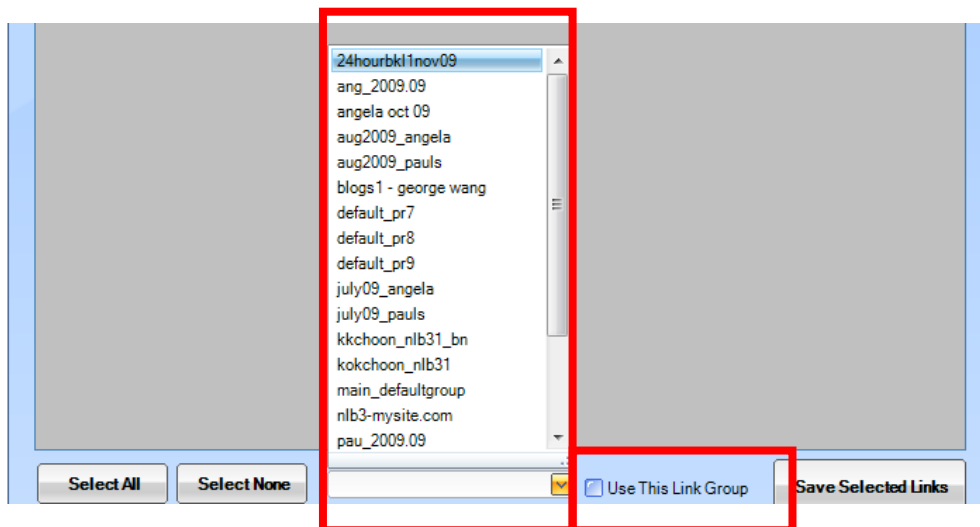 24hourbkl1nov09
ang_2009.09
angela oct 09
aug2009_angela
aug2009_pauls
blogs1 - george wang
default_pr7
default_pr8
default_pr9
july09_angela
july09_pauls
kkchoon_nlb31_bn
kokchoon_nlb31
main_defaultgroup
nlb3-mysite.com
pau_2009.09
Select All
Select None
Use This Link Group
Save Selected Links